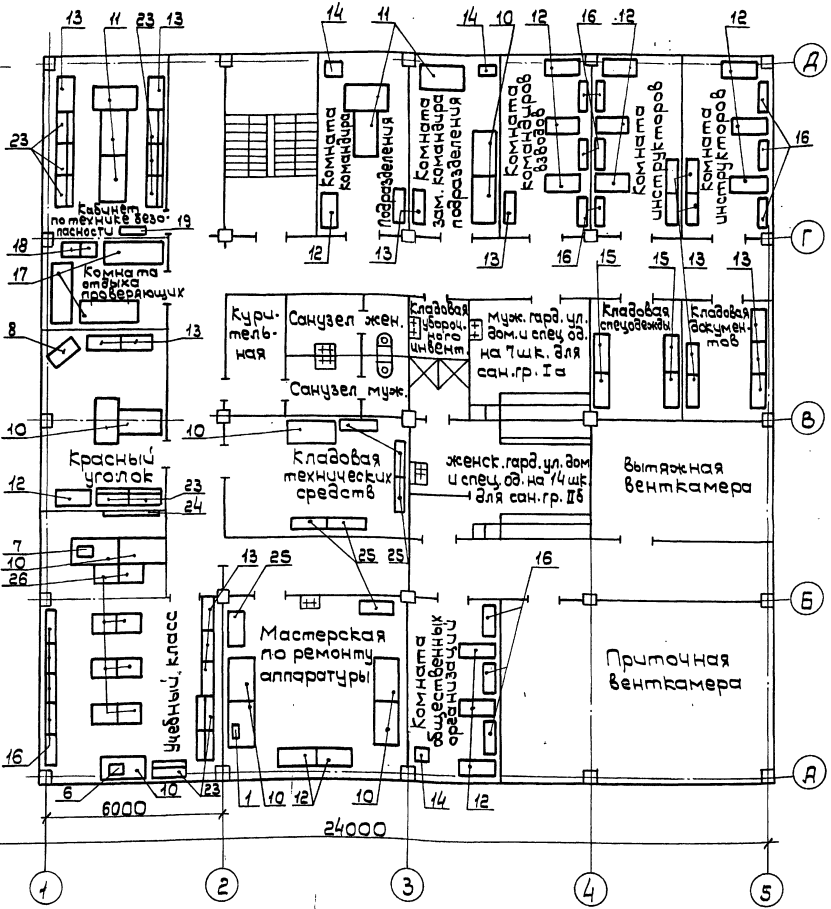 13 11 23 13 14 11 14 10 12 16 12 12
Д
Комната
командира
Подразделения
Комната
зам. командира
подразделения
Комната
командиров
взводов
Комната
инструкторов
Комната
инструкторов
23
16
Кабинет
по технике безо-
пасности
19
12
13
13
16
Г
18
17
15
15
13
13
Комната
отдыха
проверяющих
8
13
Кури-
тель-
ная
Санузел жен.
Санузел муж.
Кладовая
убороч-
ного
инвент.
Муж. гард. ул.
дом. и спец. од.
на 7 шк. для
сан. гр. Iа
Кладовая
спецодежды
Кладовая
докумен-
тов
10
10
В
Красный
уголок
Кладовая
технических
средств
женск. гард. ул. дом
и спец. од. на 14 шк.
для сан. гр. IIб
вытяжная
венткамера
12
23
24
7
10
26
13
25
25
25
16
Б
Учебный класс
Мастерская
по ремонту
аппаратуры
Комната
общественных
организаций
Приточная
венткамера
16
6
10
23
1
10
12
10
14
12
А
6000
24000
1
2
3
4
5